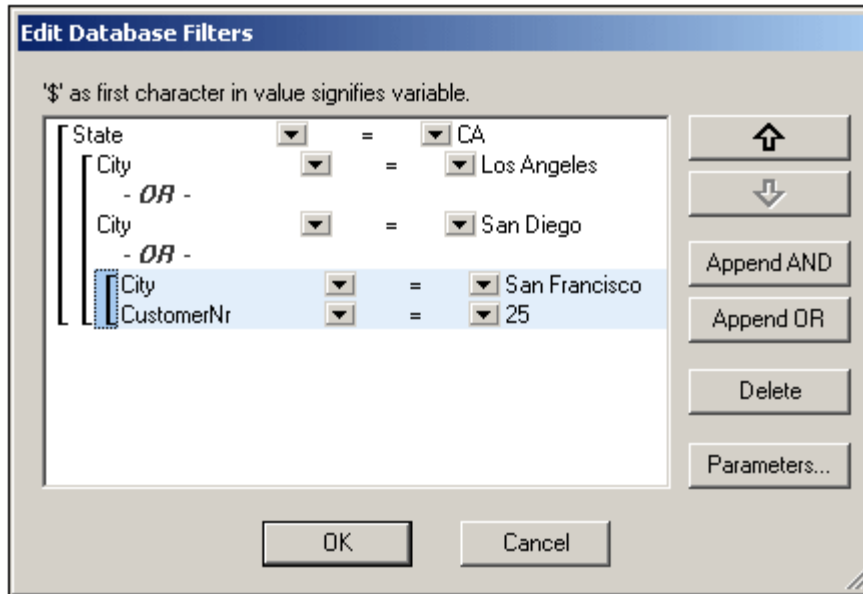 Edit Database Filters
'$' as first character in value signifies variable.
State = CA
City = Los Angeles
- OR -
City = San Diego
- OR -
City = San Francisco
CustomerNr = 25
Append AND
Append OR
Delete
Parameters...
OK Cancel